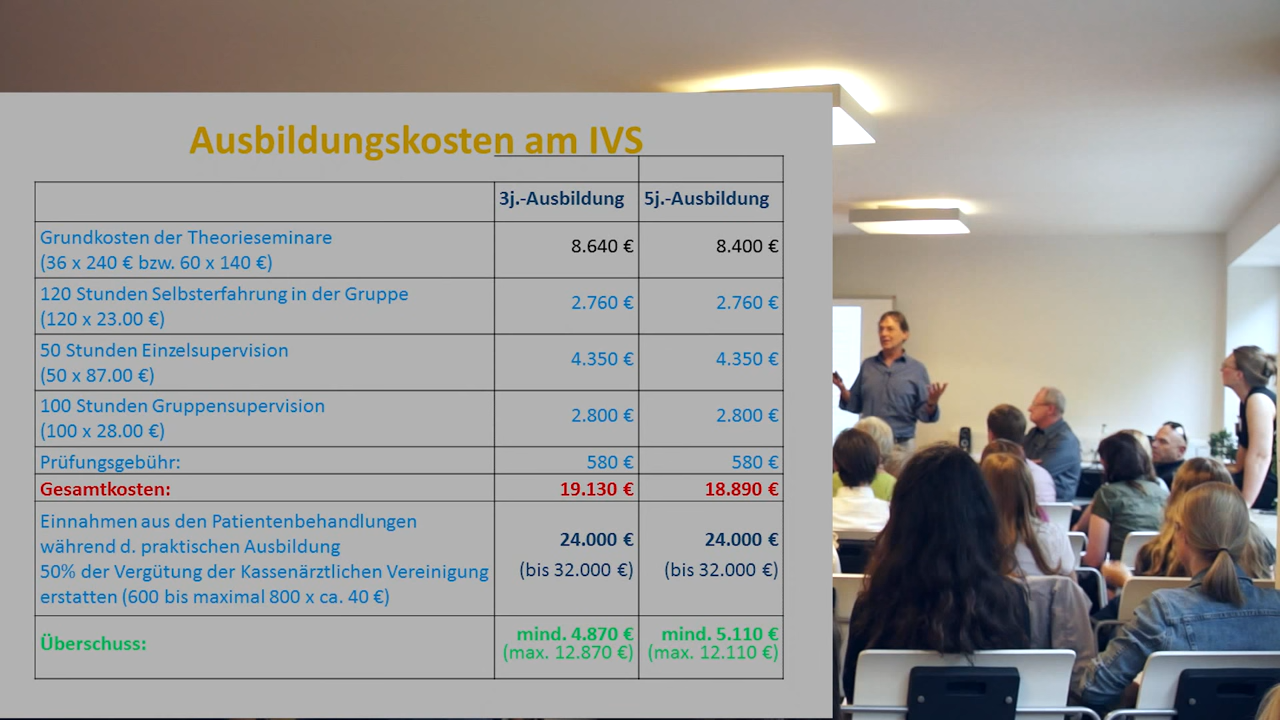 Ausbildungskosten am IVS
3j.-Ausbildung 5j.-Ausbildung
Grundkosten der Theorieseminare
(36 x 240 € bzw. 60 x 140 €) 8.640 € 8.400 €
120 Stunden Selbsterfahrung in der Gruppe
(120 x 23.00 €) 2.760 € 2.760 €
50 Stunden Einzelsupervision
(50 x 87.00 €) 4.350 € 4.350 €
100 Stunden Gruppensupervision
(100 x 28.00 €) 2.800 € 2.800 €
Prüfungsgebühr: 580 € 580 €
Gesamtkosten: 19.130 € 18.890 €
Einnahmen aus den Patientenbehandlungen
während d. praktischen Ausbildung 24.000 € 24.000 €
50% der Vergütung der Kassenärztlichen Vereinigung (bis 32.000 €) (bis 32.000 €)
erstatten (600 bis maximal 800 x ca. 40 €)
Überschuss: mind. 4.870 € mind. 5.110 €
(max. 12.870 €) (max. 12.110 €)